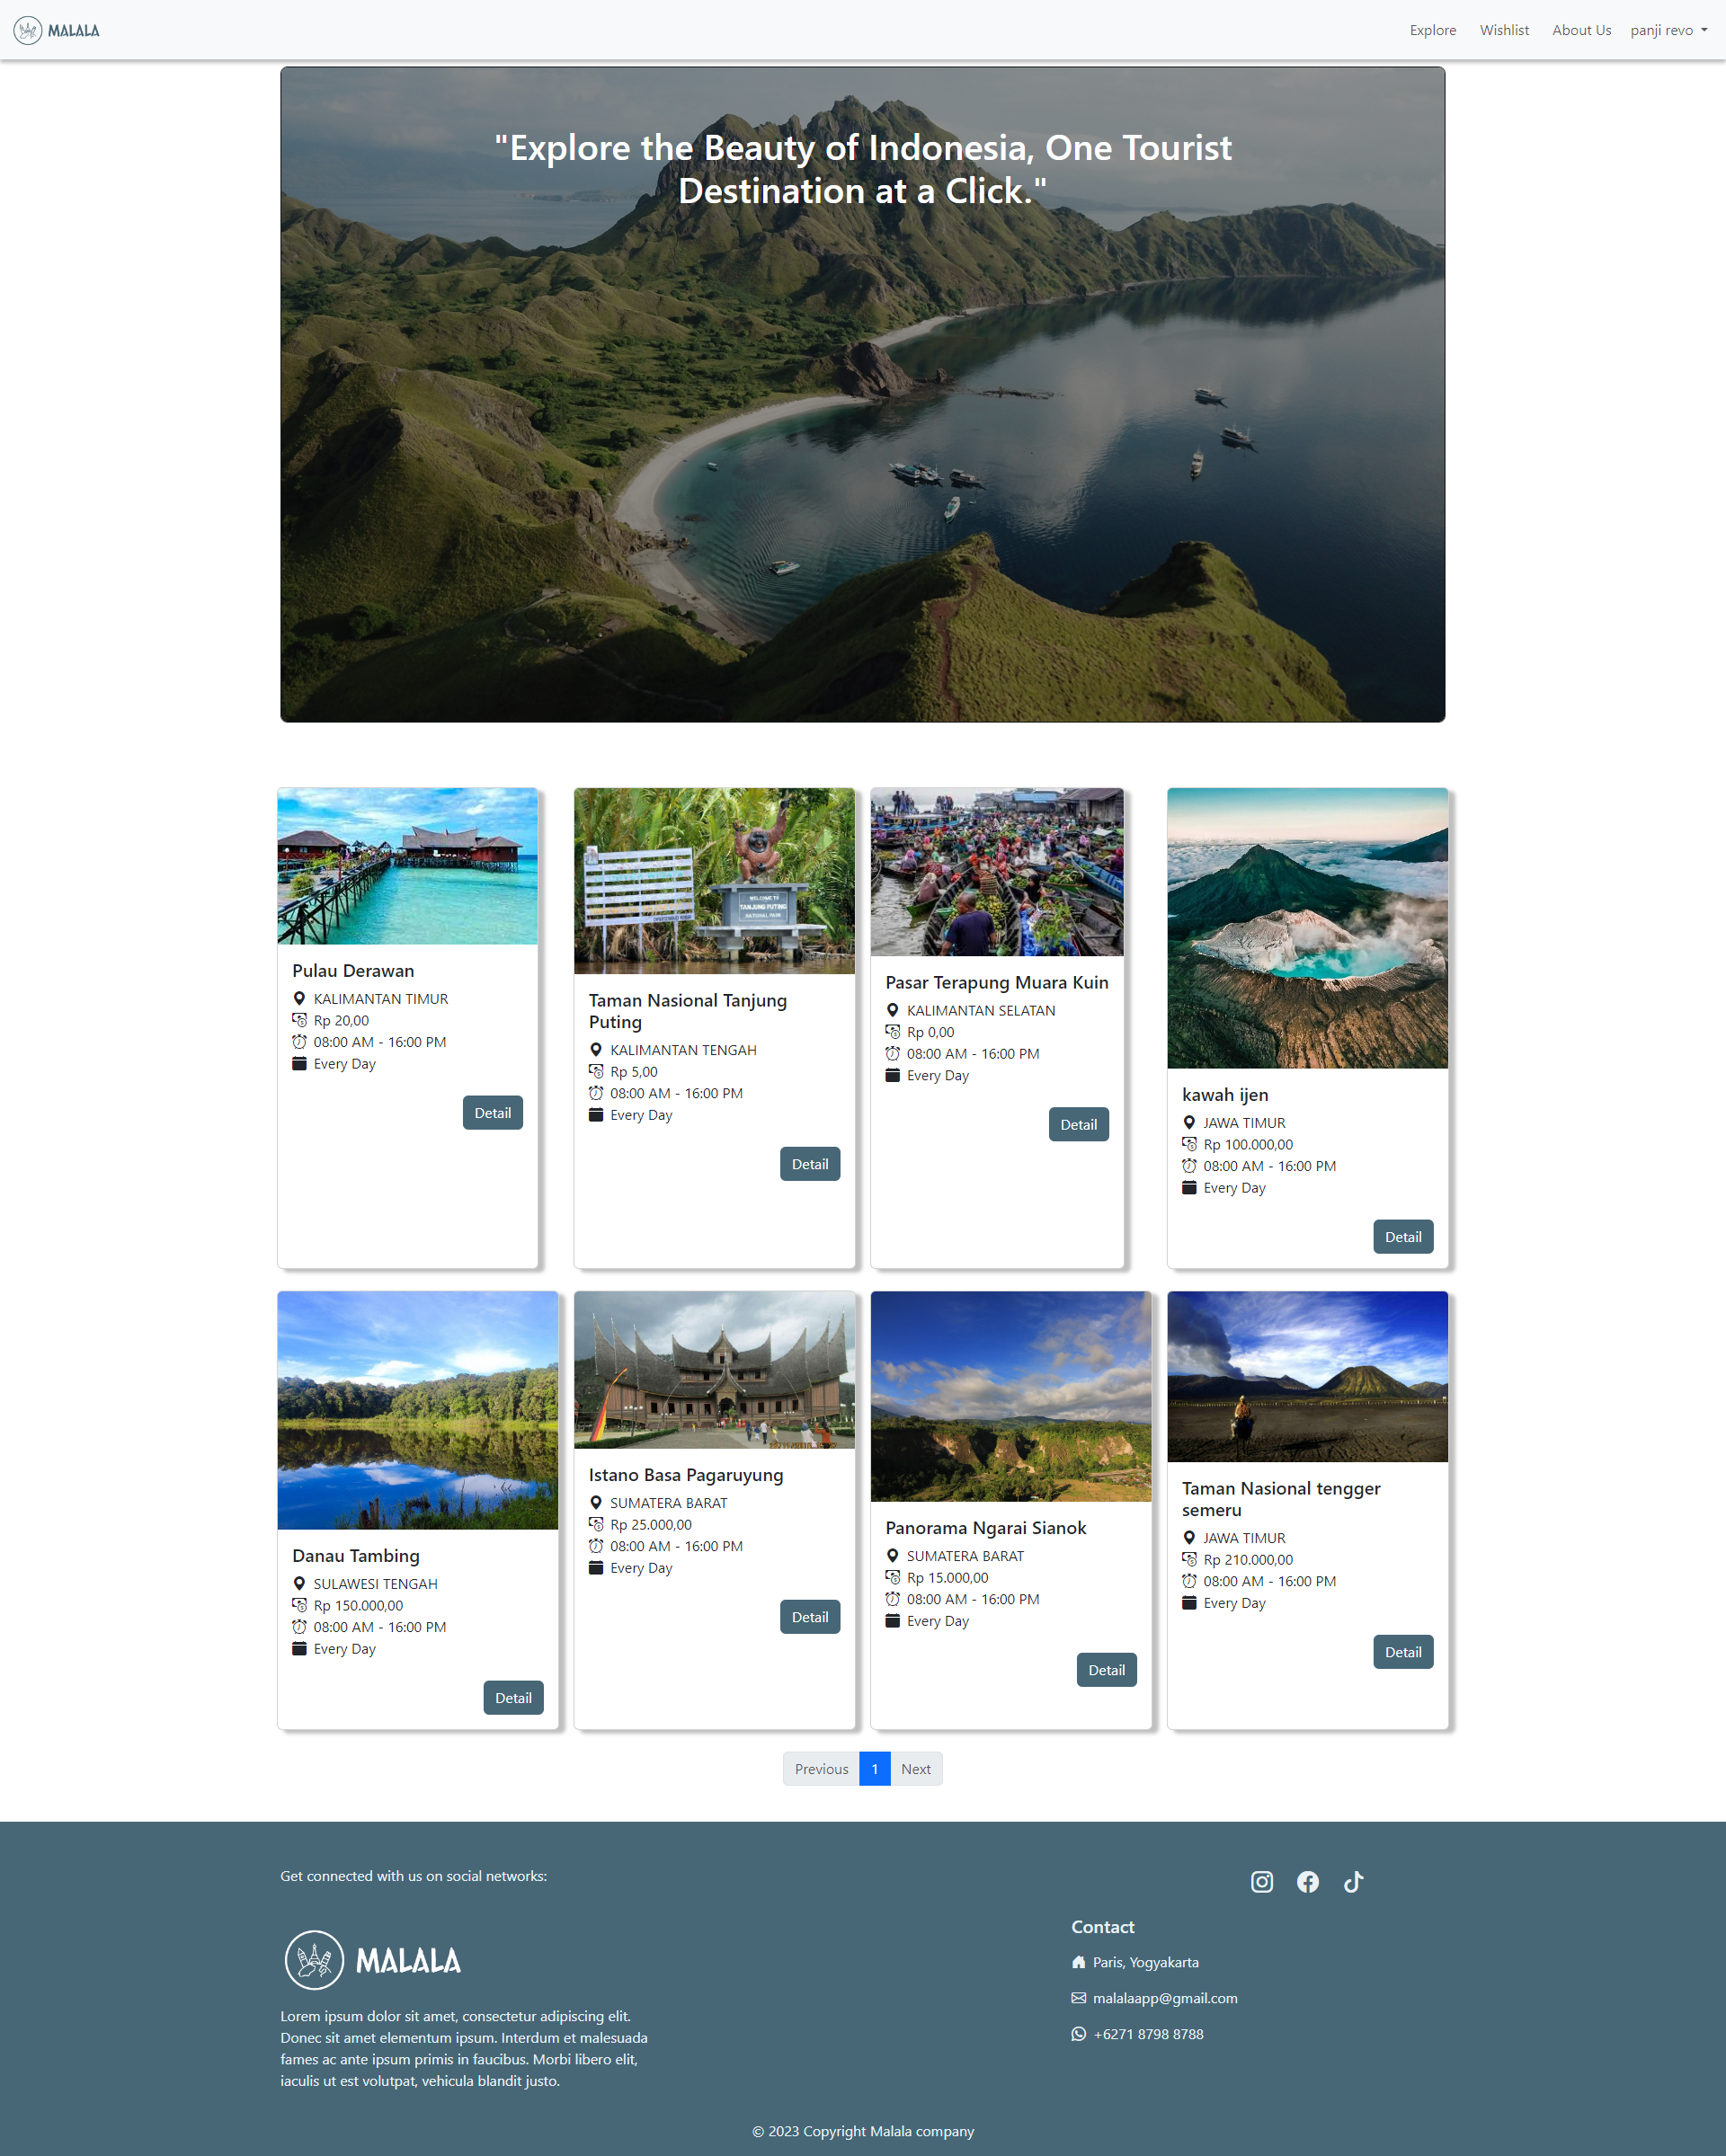 MALALA
Explore
Wishlist
About Us
panji revo
"Explore the Beauty of Indonesia, One Tourist
Destination at a Click."
WELCOME TO
TANJUNG PUTING
NATIONAL PARK
Pulau Derawan
KALIMANTAN TIMUR
Rp 20,00
08:00 AM - 16:00 PM
Every Day
Detail
Taman Nasional Tanjung
Puting
KALIMANTAN TENGAH
Rp 5,00
08:00 AM - 16:00 PM
Every Day
Detail
Pasar Terapung Muara Kuin
KALIMANTAN SELATAN
Rp 0,00
08:00 AM - 16:00 PM
Every Day
Detail
kawah ijen
JAWA TIMUR
Rp 100.000,00
08:00 AM - 16:00 PM
Every Day
Detail
Danau Tambing
SULAWESI TENGAH
Rp 150.000,00
08:00 AM - 16:00 PM
Every Day
Detail
Istano Basa Pagaruyung
SUMATERA BARAT
Rp 25.000,00
08:00 AM - 16:00 PM
Every Day
Detail
Panorama Ngarai Sianok
SUMATERA BARAT
Rp 15.000,00
08:00 AM - 16:00 PM
Every Day
Detail
Taman Nasional tengger
semeru
JAWA TIMUR
Rp 210.000,00
08:00 AM - 16:00 PM
Every Day
Detail
Previous
1
Next
Get connected with us on social networks:
MALALA
Lorem ipsum dolor sit amet, consectetur adipiscing elit.
Donec sit amet elementum ipsum. Interdum et malesuada
fames ac ante ipsum primis in faucibus. Morbi libero elit,
iaculis ut est volutpat, vehicula blandit justo.
Contact
Paris, Yogyakarta
malalaapp@gmail.com
+6271 8798 8788
© 2023 Copyright Malala company